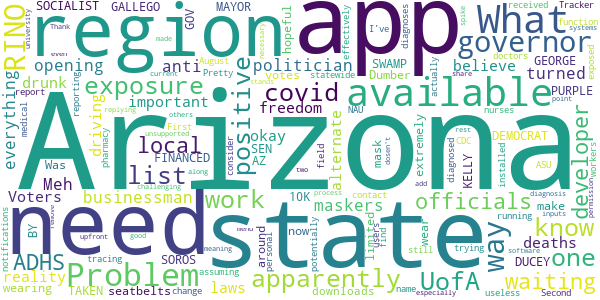 SOCIALIST GALLEGO MAYOR received Tracker
RINO region app What
GOV governor
Thank August hopeful diagnoses function spike systems
university made current opening anti politician SWAMP I've doctors exposed
everything drunk exposure covid votes statewide believe GEORGE
report reporting driving important Pretty Dumber effectively actually turned PURPLE
necessary share medical First positive freedom available point
Arizona
replying others okay NAU nurses
Was pharmacy unsupported local SEN mask CDC DEMOCRAT developer
Meh FINANCED consider AZ field dosen't diagnosed ASU workers
Voters list alternate extremely KELLY installed diagnosis permission
BY businessman 10K maskers wear rest add inputs
notifications need work limited officials know
ADHS SOROS around now users still make running deaths
tracing state way trying contact process
Problem potentially two find DUCEY one
reality UofA personal name software
wearing TAKEN seatbelts change laws assuming meaning upfront good challenging along downloads especially useless Second waiting apparently stands